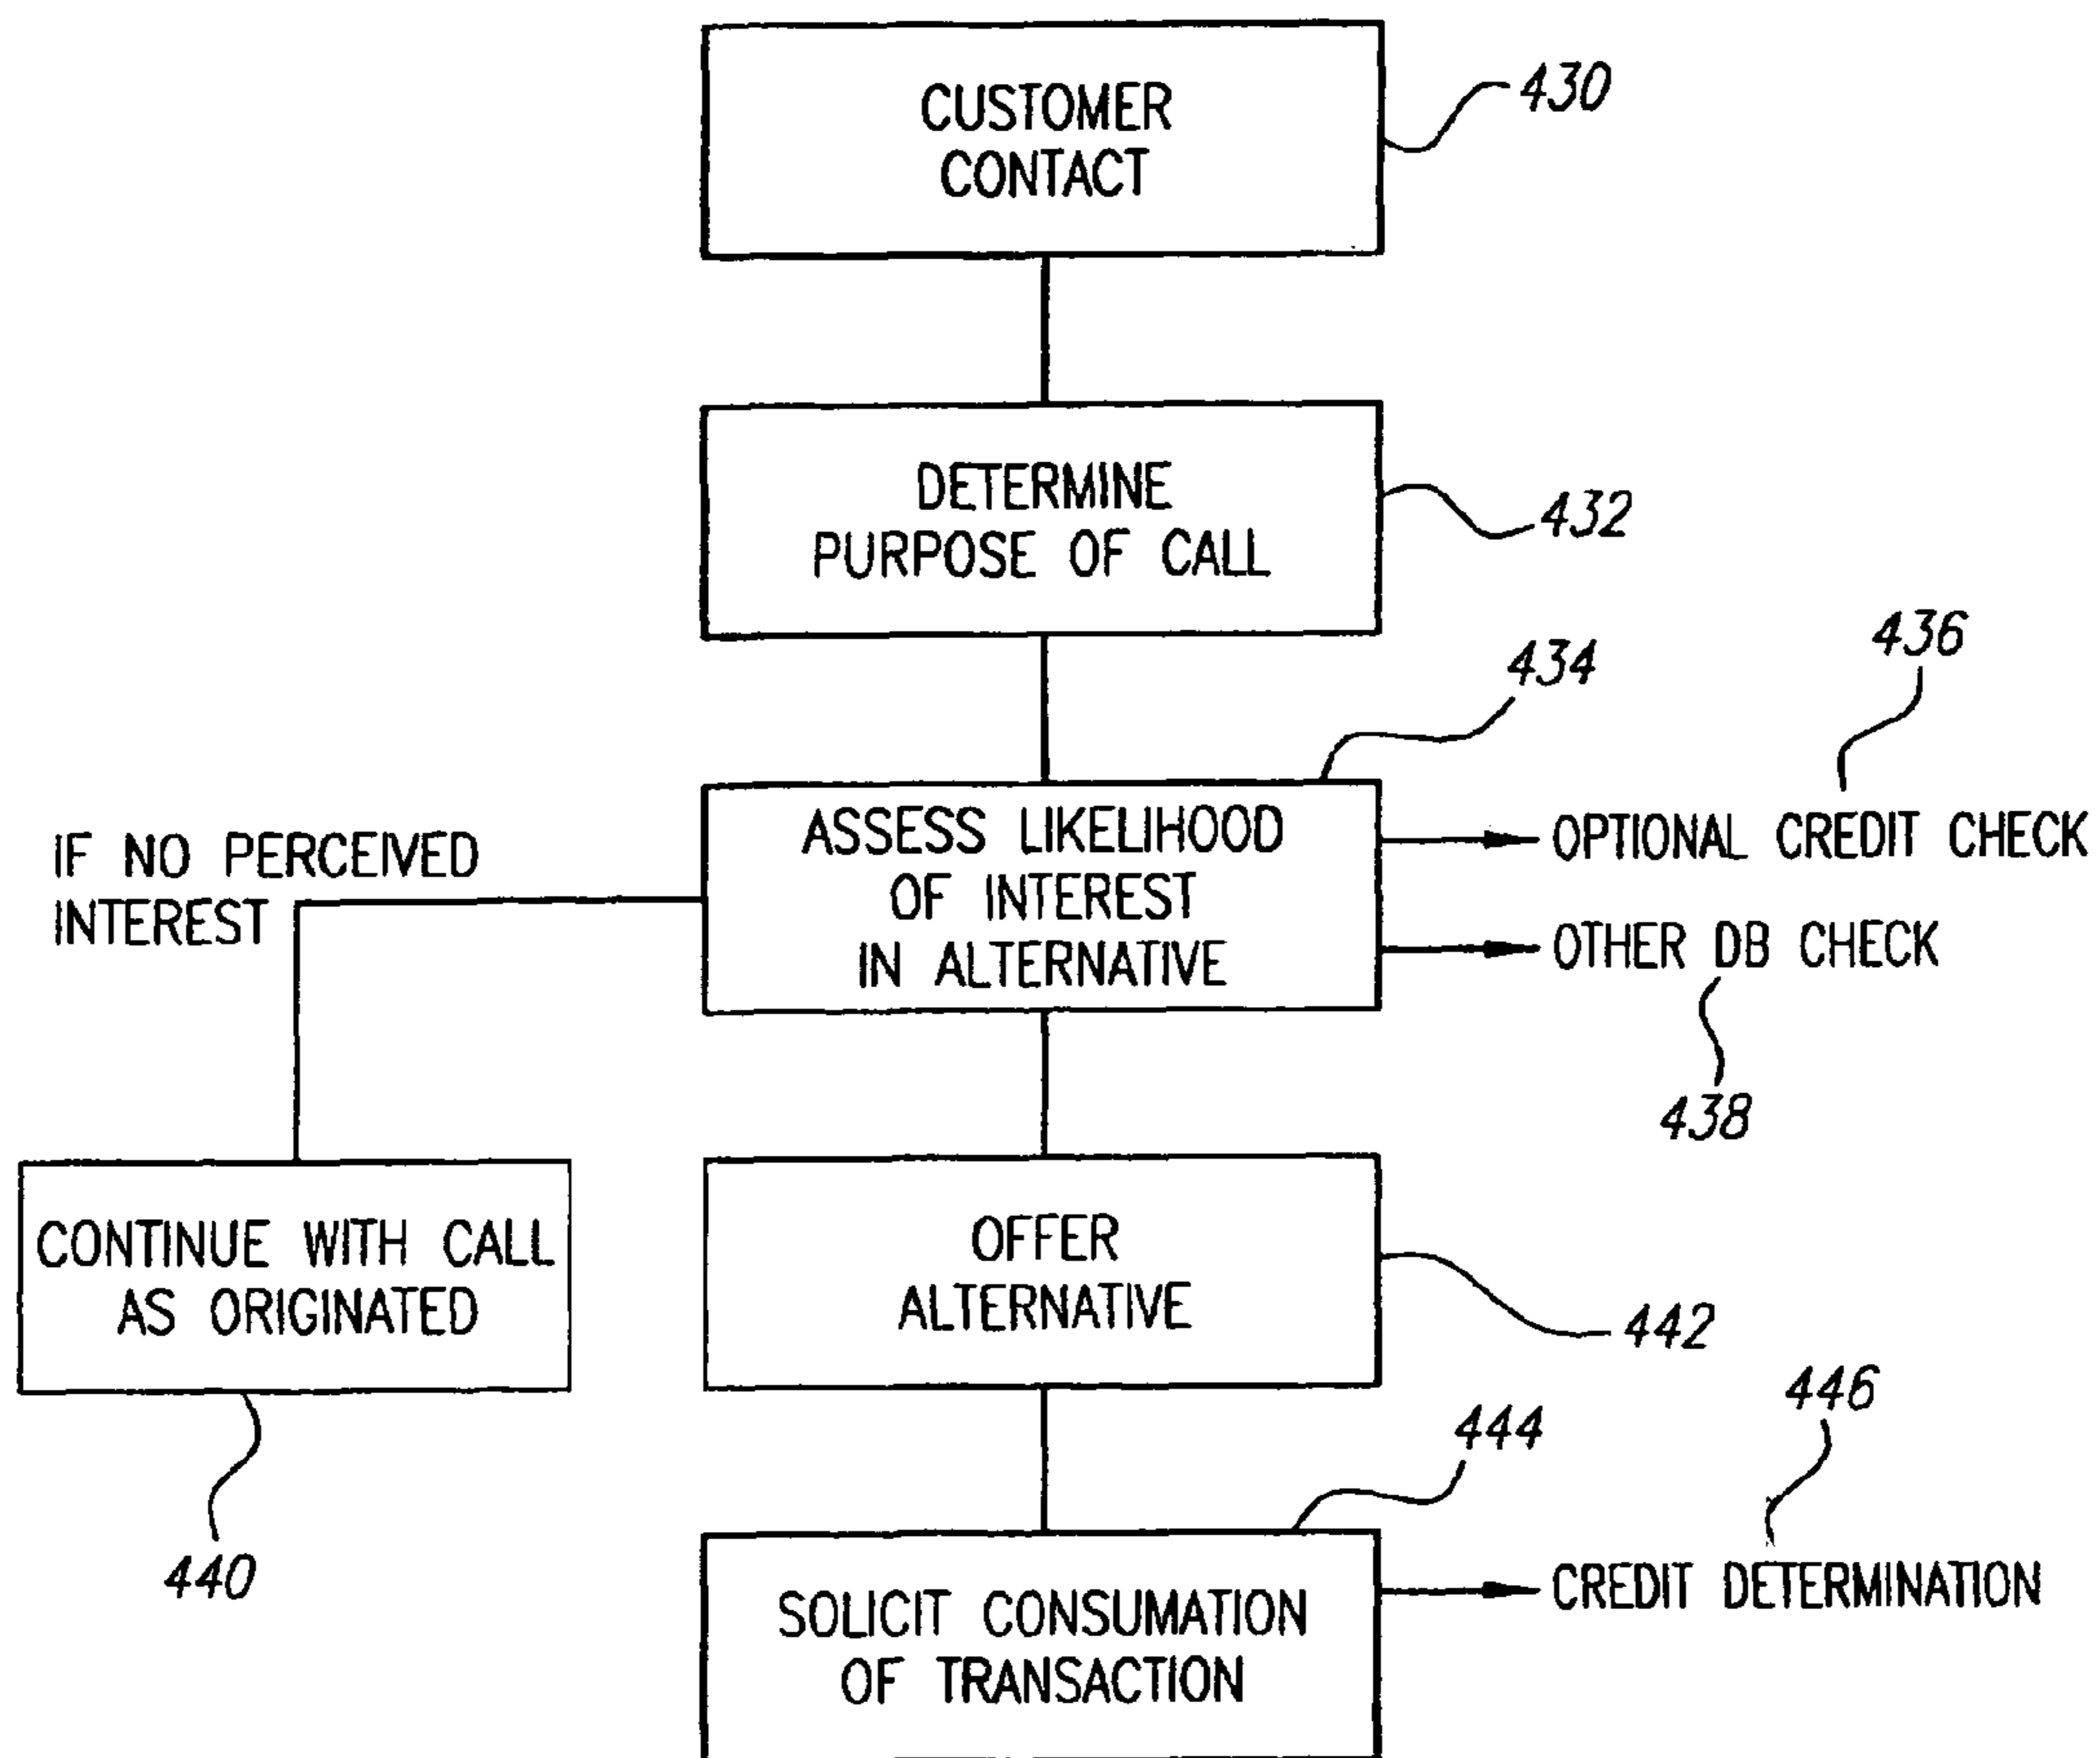 CUSTOMER
CONTACT
430
DETERMINE
PURPOSE OF CALL
432
434
436
ASSESS LIKELIHOOD
OF INTEREST
IN ALTERNATIVE
IF NO PERCEIVED
INTEREST
OPTIONAL CREDIT CHECK
OTHER DB CHECK
438
CONTINUE WITH CALL
AS ORIGINATED
440
OFFER
ALTERNATIVE
442
444
446
SOLICIT CONSUMATION
OF TRANSACTION
CREDIT DETERMINATION